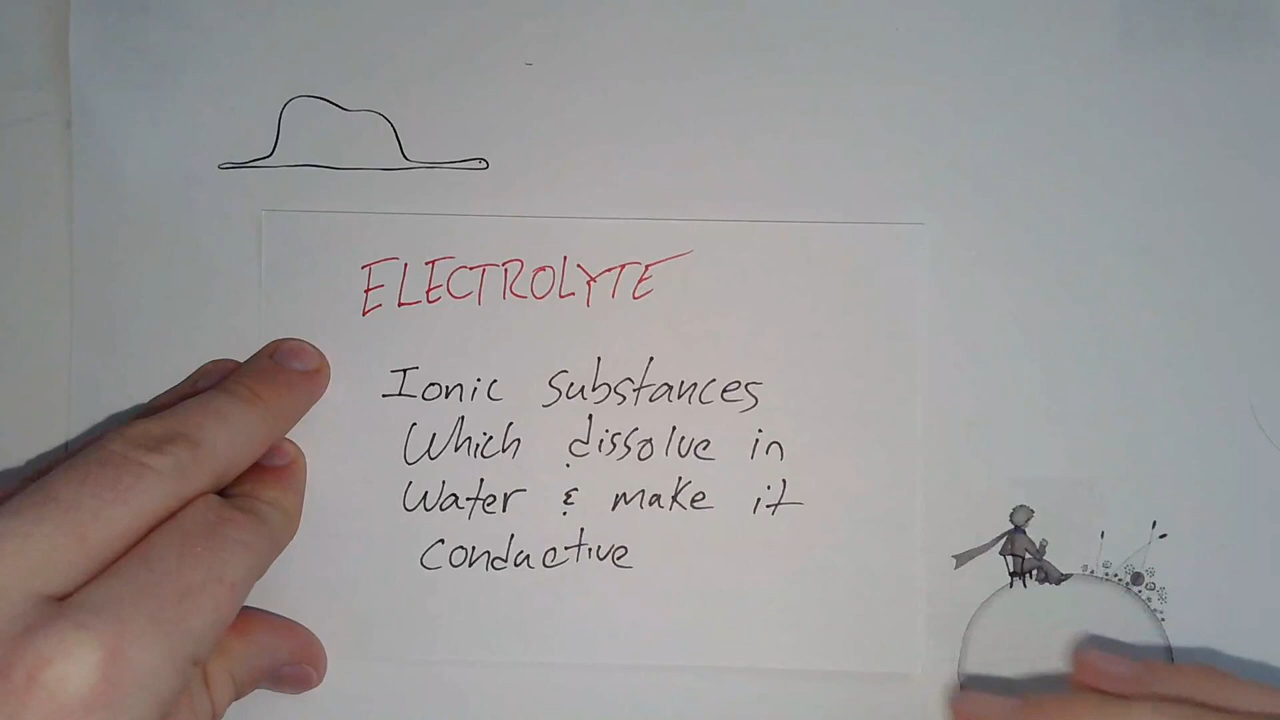 ELECTROLYTE
Ionic substances
Which dissolve in
Water & make it
Conductive